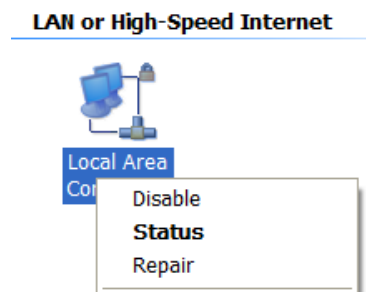 LAN or High-Speed Internet
Local Area
Disable
Status
Repair